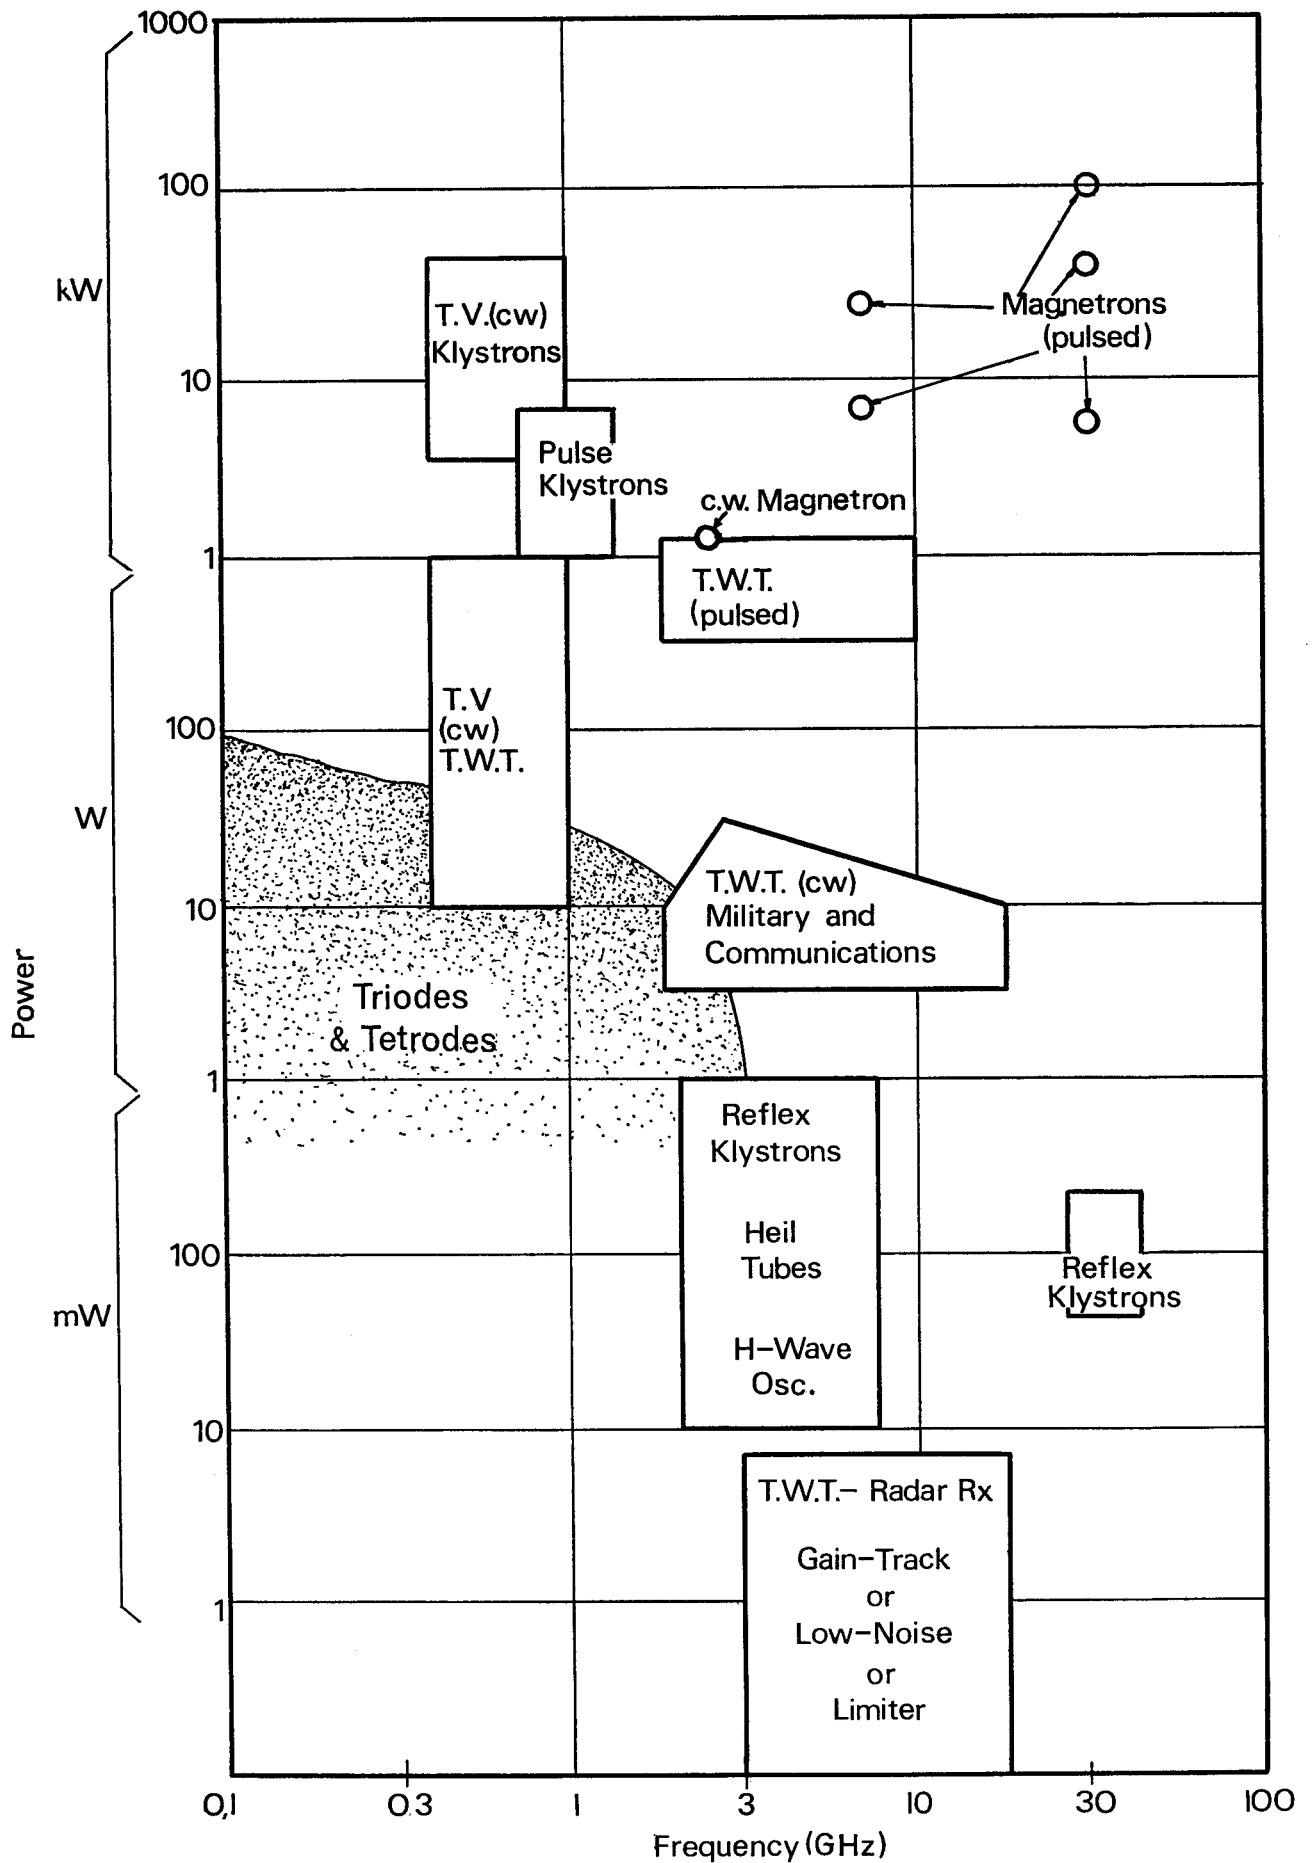 1000
100
kW
T.V.(cw)
Klystrons
Magnetrons
(pulsed)
10
Pulse
Klystrons
c.w. Magnetron
1
T.W.T.
(pulsed)
T.V
(cw)
T.W.T.
100
W
T.W.T. (cw)
Military and
Communications
10
Power
Triodes
& Tetrodes
1
Reflex
Klystrons
Heil
Tubes
100
Reflex
Klystrons
mW
H-Wave
Osc.
10
T.W.T.- Radar Rx
Gain-Track
or
Low-Noise
or
Limiter
1
0,1 0.3 1 3 10 30 100
Frequency (GHz)